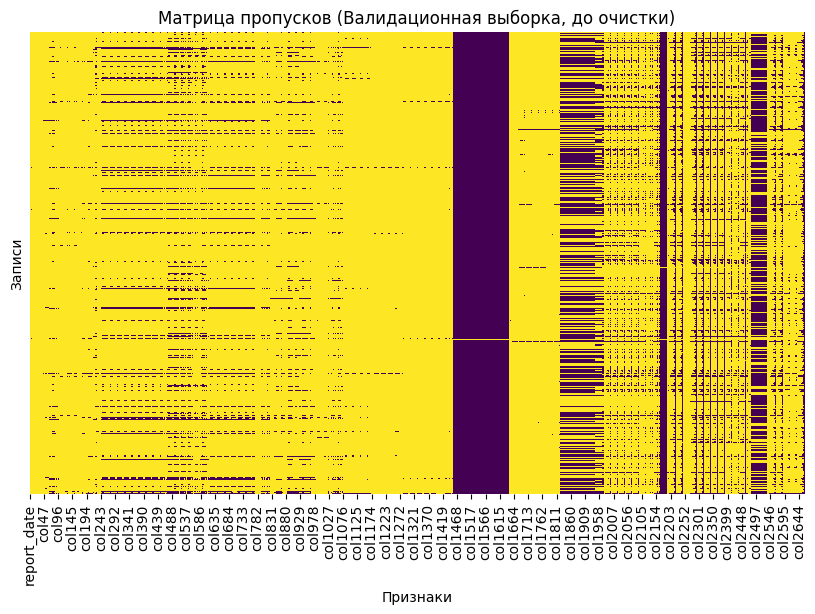 Матрица пропусков (Валидационная выборка, до очистки)
Записи
report_date
col47
col96
col145
col194
col243
col292
col341
col390
col439
col488
col537
col586
col635
col684
col733
col782
col831
col880
col929
col978
col1027
col1076
col1125
col1174
col1223
col1272
col1321
col1370
col1419
col1468
col1517
col1566
col1615
col1664
col1713
col1762
col1811
col1860
col1909
col1958
col2007
col2056
col2105
col2154
col2203
col2252
col2301
col2350
col2399
col2448
col2497
col2546
col2595
col2644
Признаки